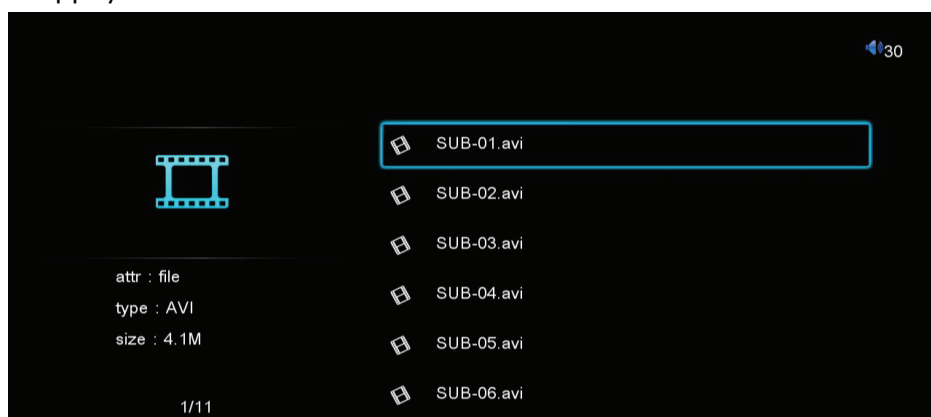 30
SUB-01.avi
SUB-02.avi
SUB-03.avi
SUB-04.avi
SUB-05.avi
SUB-06.avi
attr : file
type : AVI
size : 4.1M
1/11